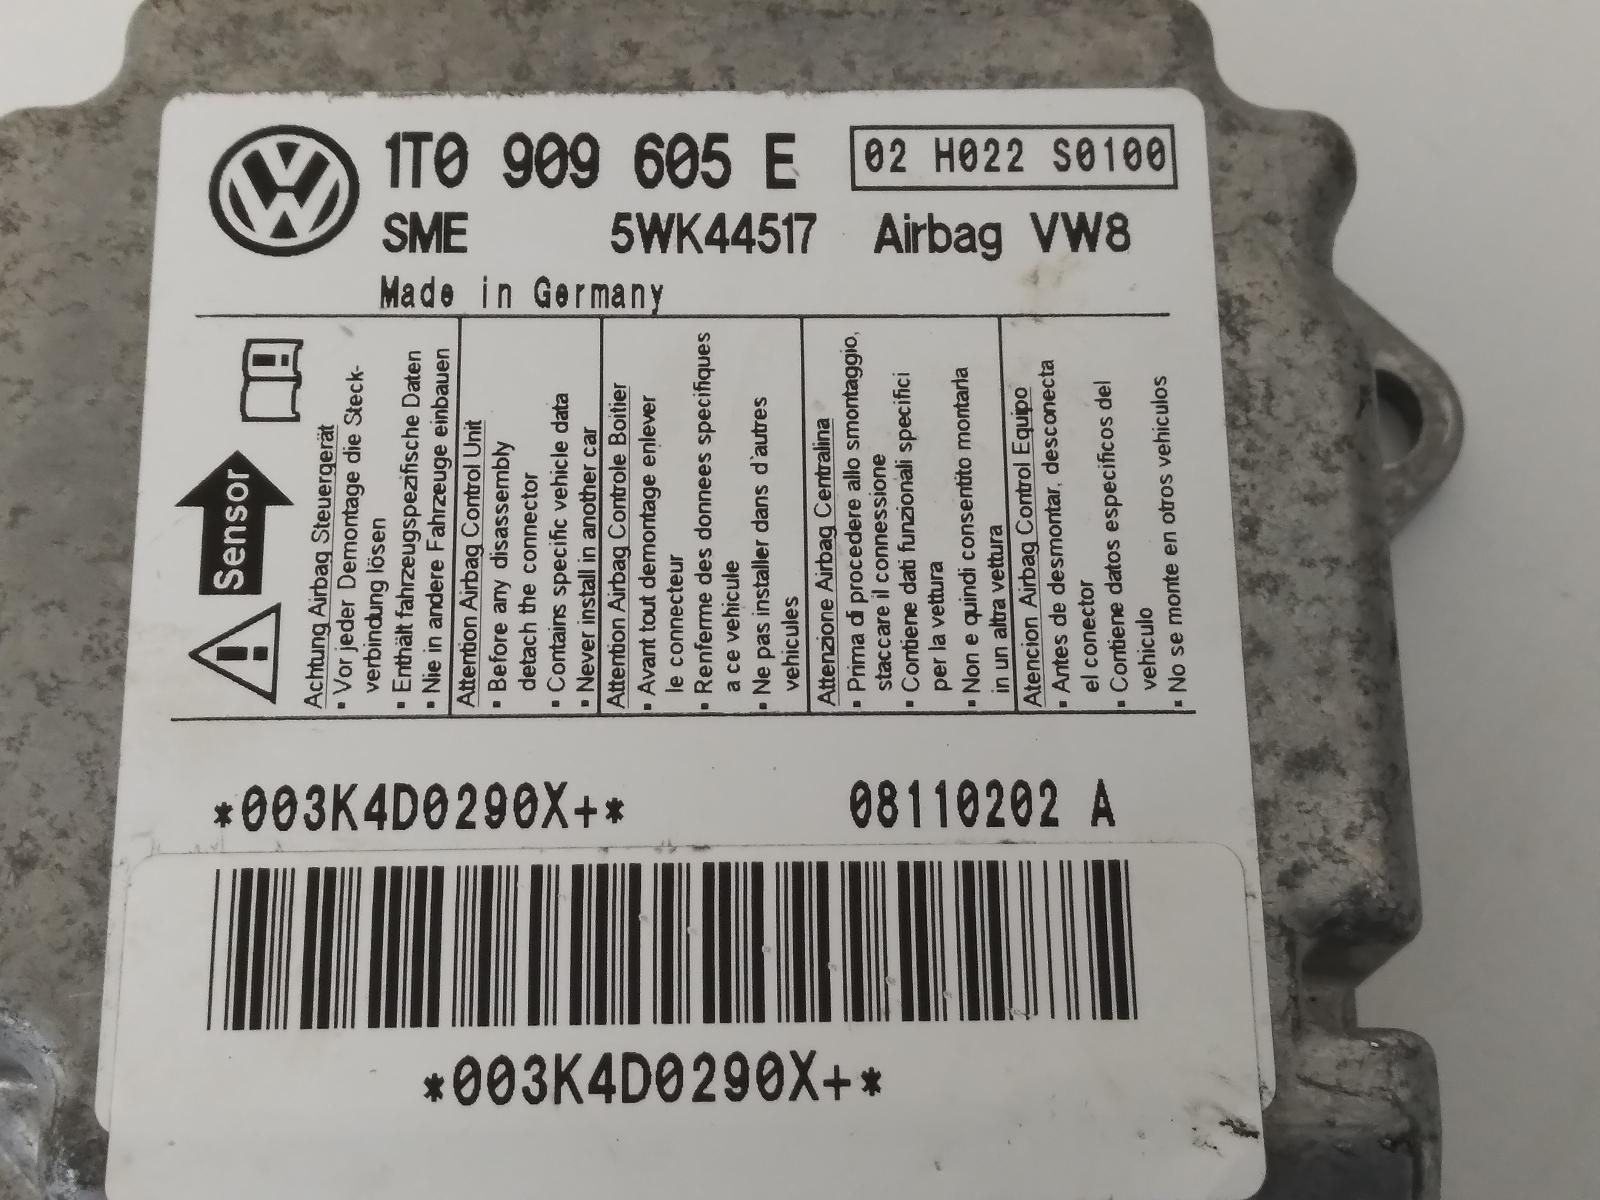 1T0 909 605 E
02 H022 S0100
SME 5WK44517 Airbag VW8
Made in Germany
Sensor
Achtung Airbag Steuergerät
▪ Vor jeder Demontage die Steck-
verbindung lösen
▪ Enthält fahrzeugspezifische Daten
▪ Nie in andere Fahrzeuge einbauen
Attention Airbag Control Unit
▪ Before any disassembly
detach the connector
▪ Contains specific vehicle data
▪ Never install in another car
Attention Airbag Controle Boitier
▪ Avant tout demontage enlever
le connecteur
▪ Renferme des donnees specifiques
a ce vehicule
▪ Ne pas installer dans d'autres
vehicules
Attenzione Airbag Centralina
▪ Prima di procedere allo smontaggio,
staccare il connessione
▪ Contiene dati funzionali specifici
per la vettura
▪ Non e quindi consentito montarla
in un altra vettura
Atencion Airbag Control Equipo
▪ Antes de desmontar, desconecta
el conector
▪ Contiene datos especificos del
vehiculo
▪ No se monte en otros vehiculos
*003K4D0290X+* 08110202 A
*003K4D0290X+*